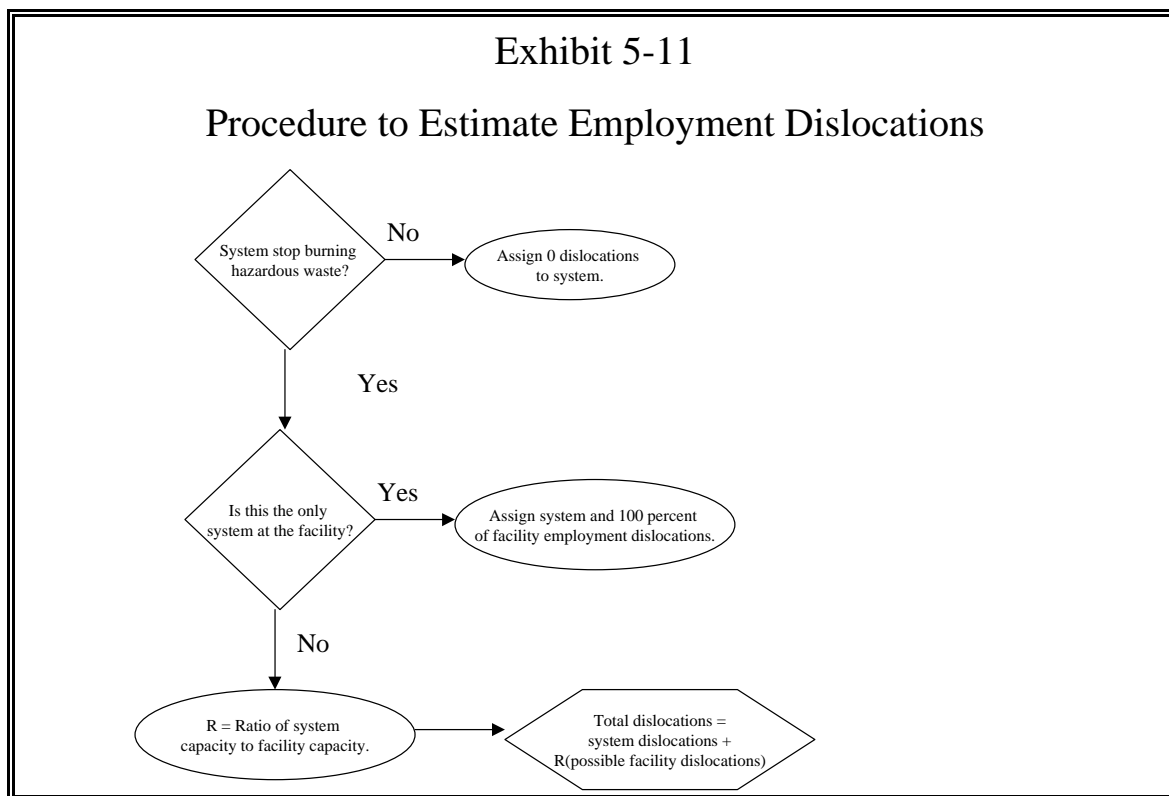 Exhibit 5-11
Procedure to Estimate Employment Dislocations
System stop burning
hazardous waste?
No
Assign 0 dislocations
to system.
Yes
Is this the only
system at the facility?
Yes
Assign system and 100 percent
of facility employment dislocations.
No
R = Ratio of system
capacity to facility capacity.
Total dislocations =
system dislocations +
R(possible facility dislocations)